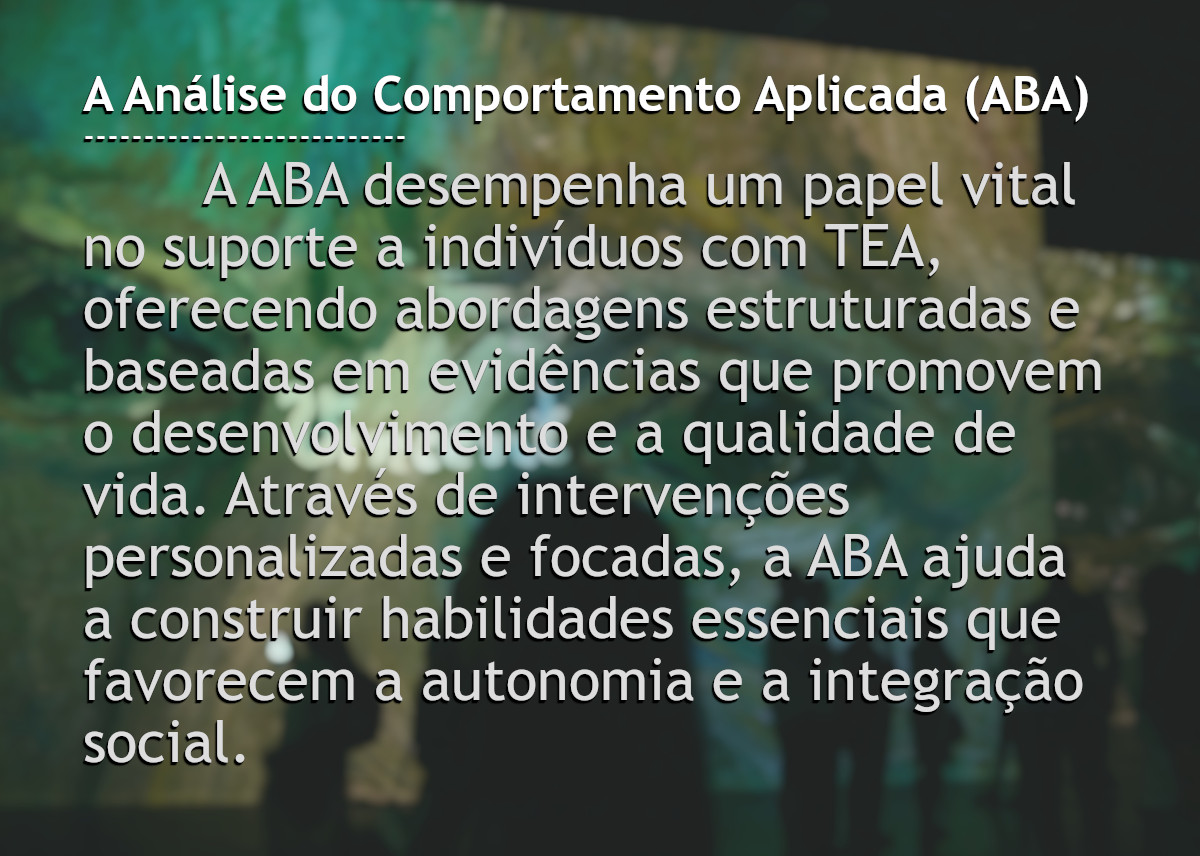 A Análise do Comportamento Aplicada (ABA)
---------------------------
A ABA desempenha um papel vital
no suporte a indivíduos com TEA,
oferecendo abordagens estruturadas e
baseadas em evidências que promovem
o desenvolvimento e a qualidade de
vida. Através de intervenções
personalizadas e focadas, a ABA ajuda
a construir habilidades essenciais que
favorecem a autonomia e a integração
social.